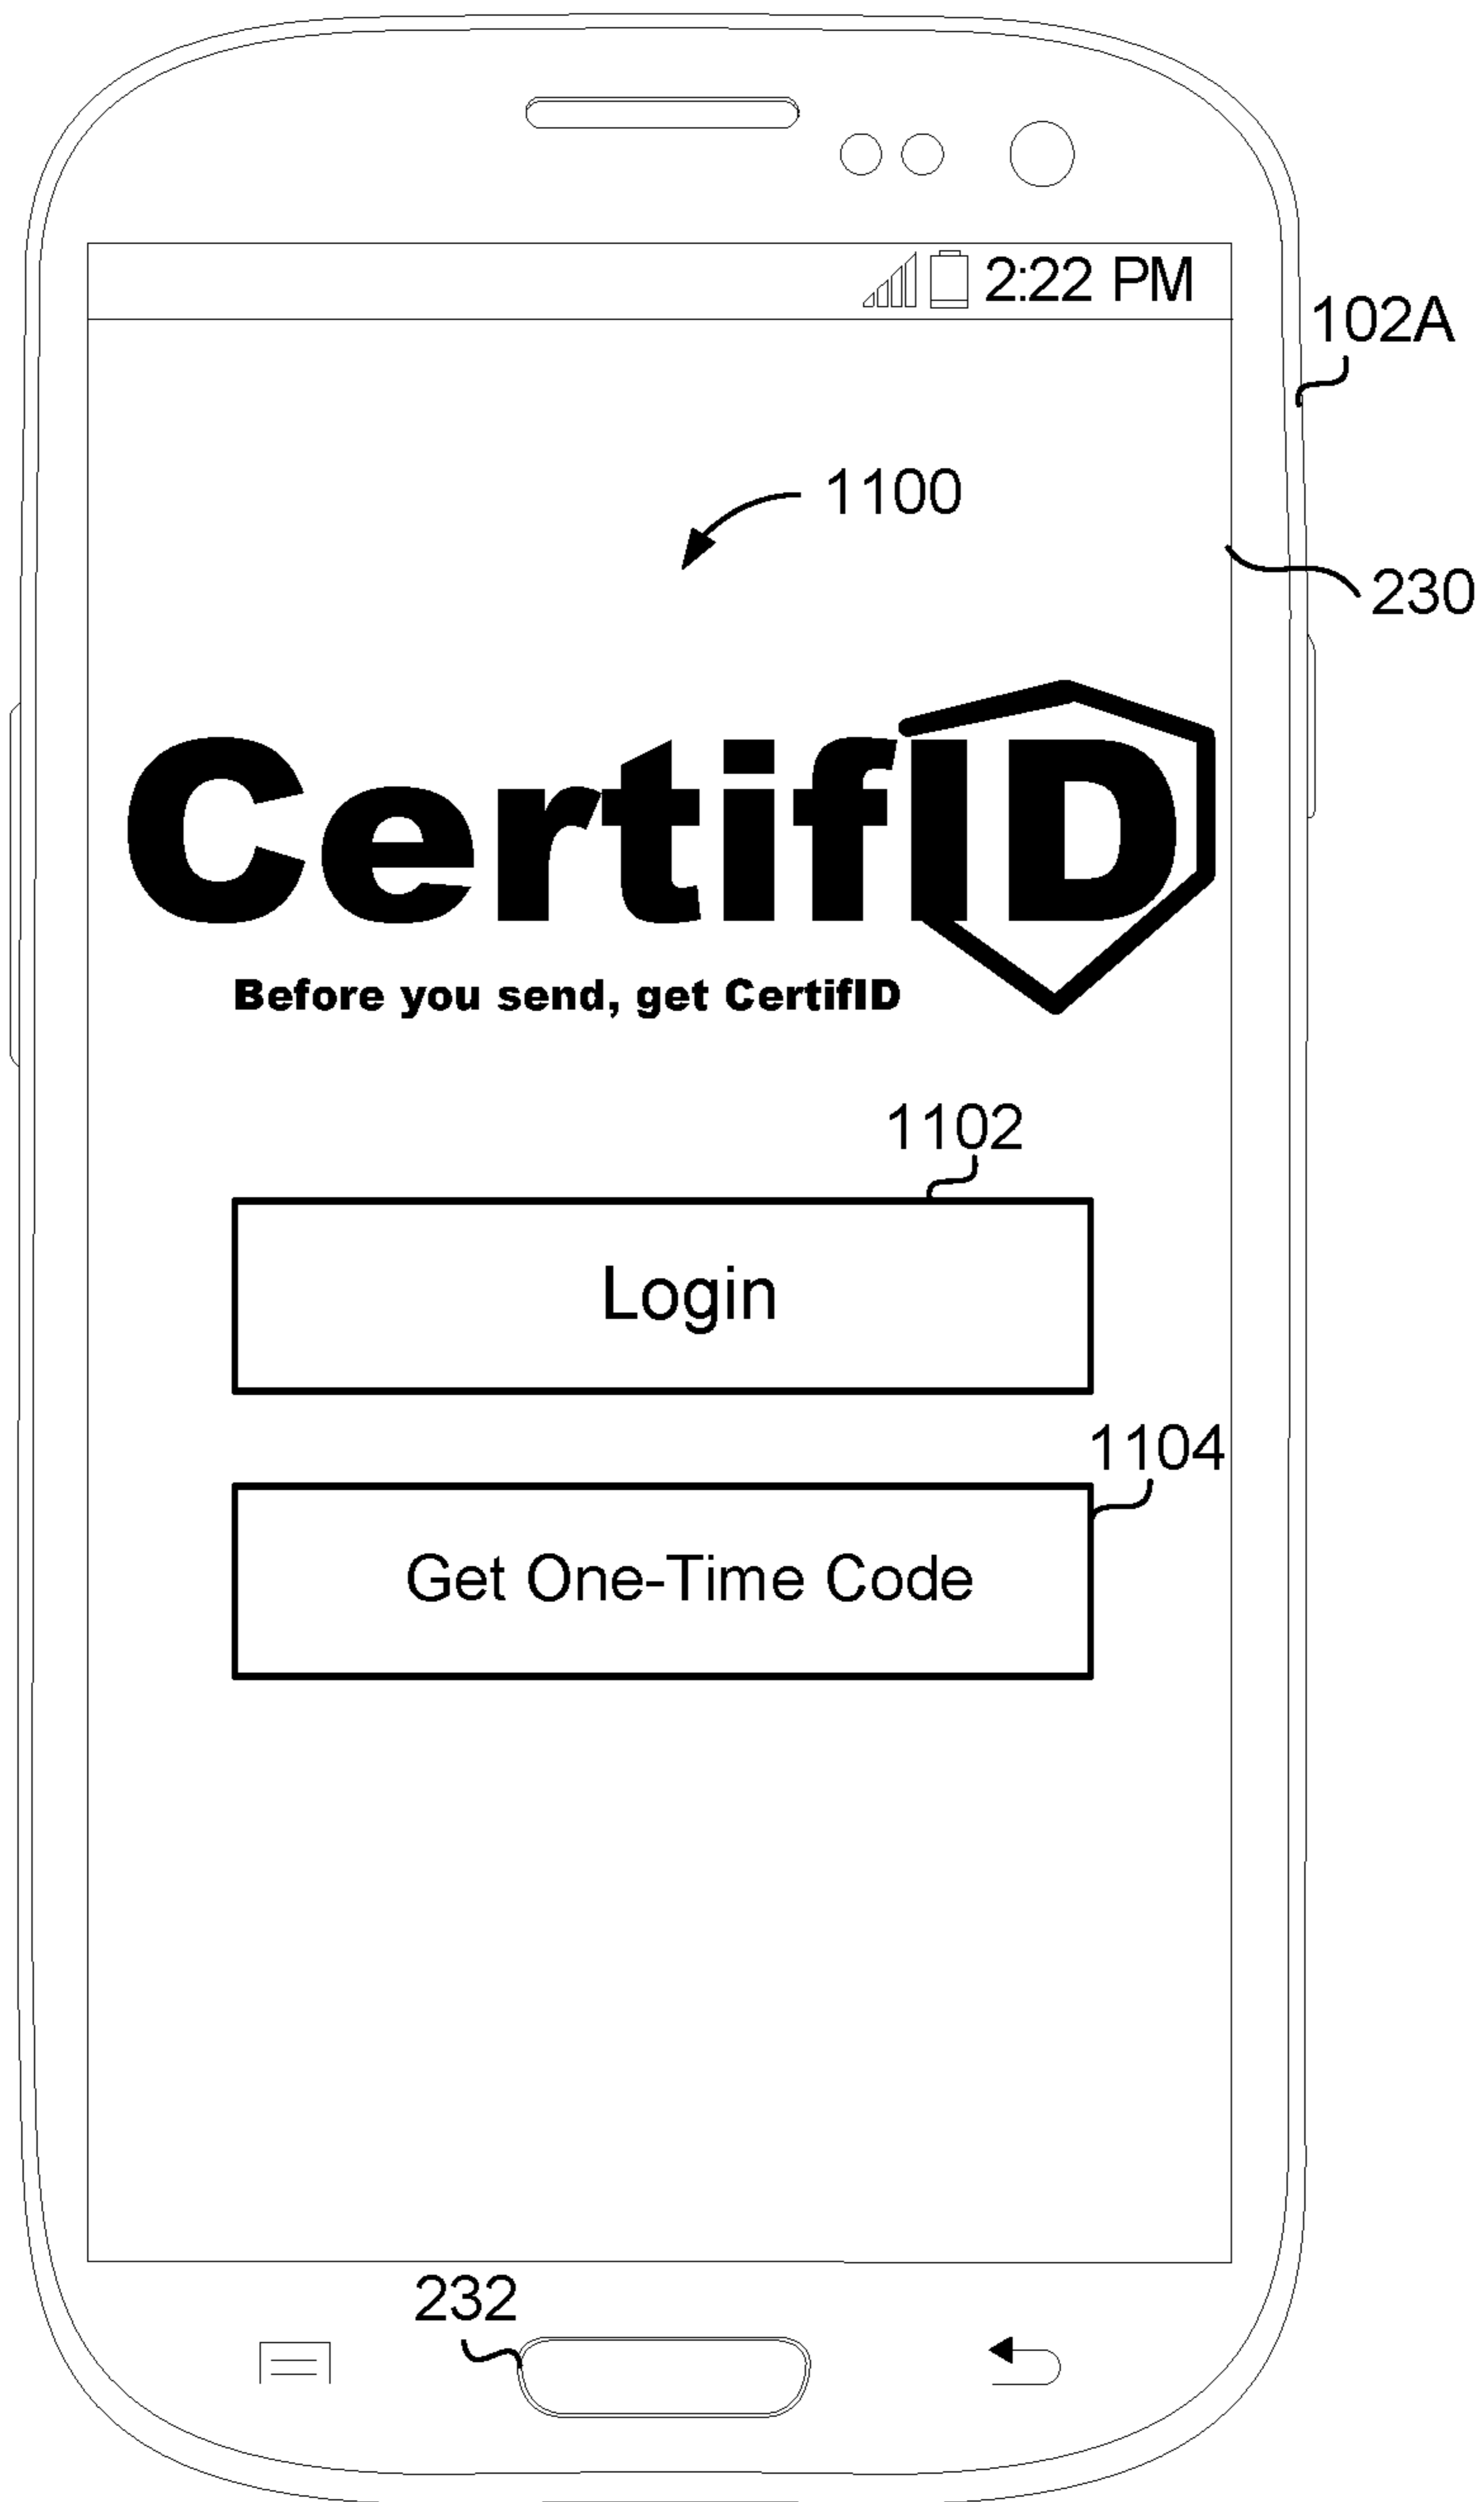 2:22 PM
102A
1100
230
CertifID
Before you send, get CertifID
1102
Login
1104
Get One-Time Code
232